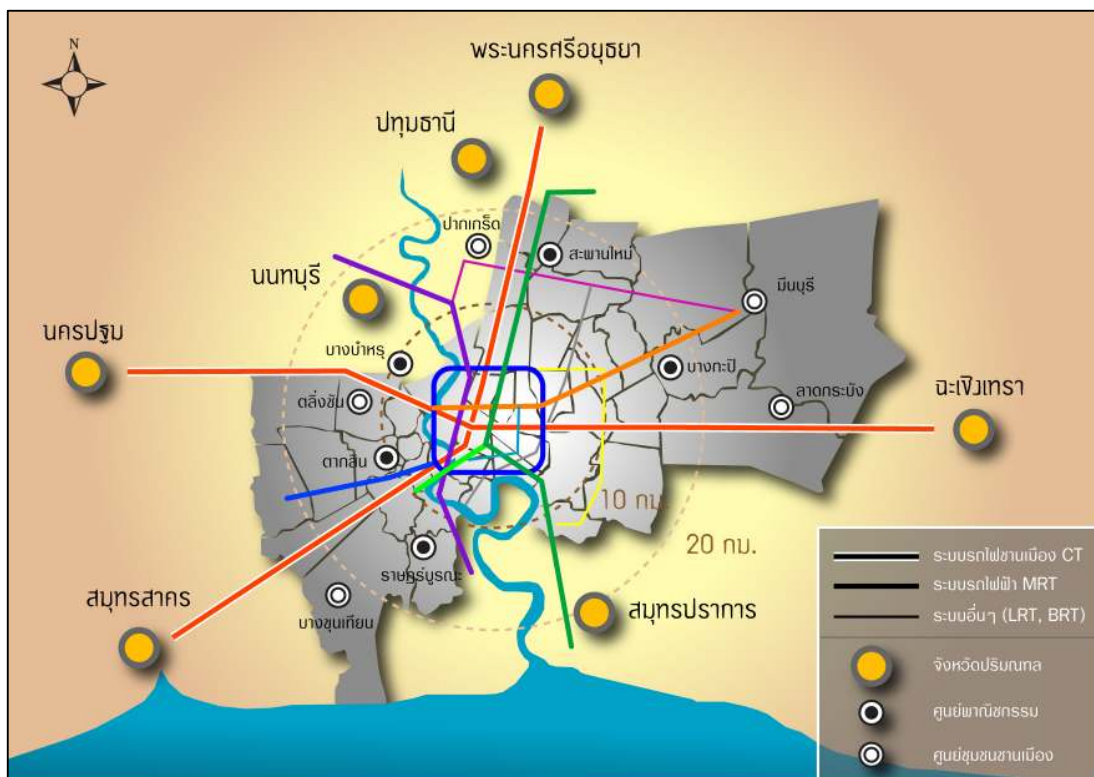 N
พระนครศรีอยุธยา
ปทุมธานี
ปากเกร็ด
สะพานใหม่
นนทบุรี
มีนบุรี
นครปฐม
บางบำหรุ
บางกะปิ
ฉะเชิงเทรา
ตลิ่งชัน
ลาดกระบัง
ตากสิน
10 กม.
20 กม.
ราษฎร์บูรณะ
สมุทรสาคร
บางขุนเทียน
สมุทรปราการ
ระบบรถไฟชานเมือง CT
ระบบรถไฟฟ้า MRT
ระบบอื่นๆ (LRT, BRT)
จังหวัดปริมณฑล
ศูนย์พาณิชกรรม
ศูนย์ชุมชนชานเมือง